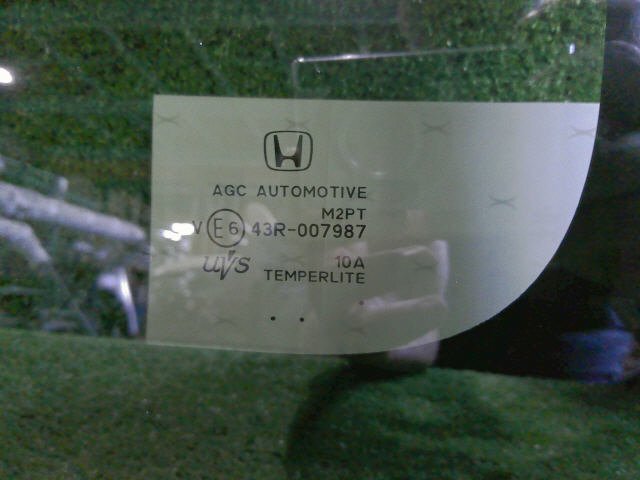 AGC AUTOMOTIVE
M2PT
V E6 43R-007987
UVS 10A
TEMPERLITE